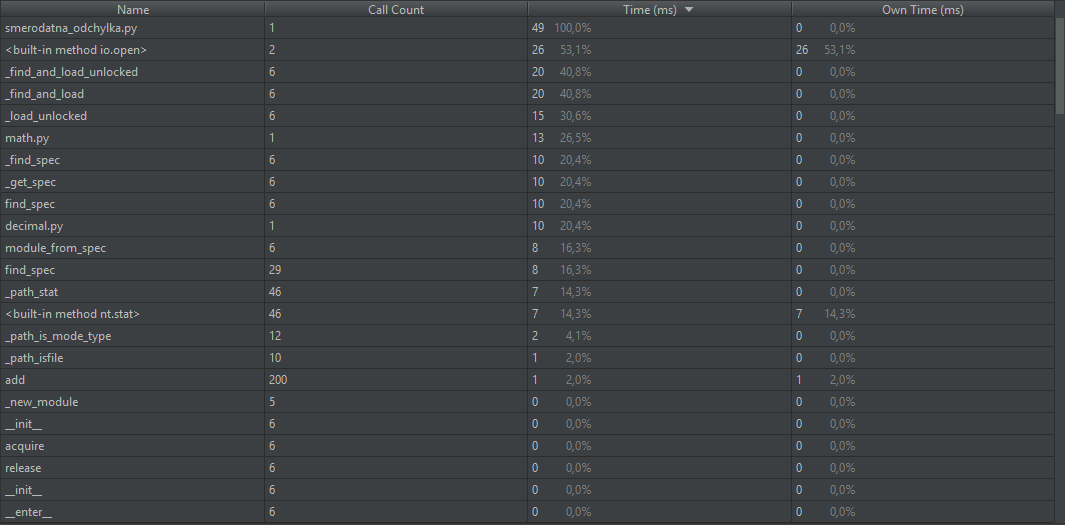 Name Call Count Time (ms) Own Time (ms)
smerodatna_odchylka.py 1 49 100,0% 0 0,0%
<built-in method io.open> 2 26 53,1% 26 53,1%
_find_and_load_unlocked 6 20 40,8% 0 0,0%
_find_and_load 6 20 40,8% 0 0,0%
_load_unlocked 6 15 30,6% 0 0,0%
math.py 1 13 26,5% 0 0,0%
_find_spec 6 10 20,4% 0 0,0%
_get_spec 6 10 20,4% 0 0,0%
find_spec 6 10 20,4% 0 0,0%
decimal.py 1 10 20,4% 0 0,0%
module_from_spec 6 8 16,3% 0 0,0%
find_spec 29 8 16,3% 0 0,0%
_path_stat 46 7 14,3% 0 0,0%
<built-in method nt.stat> 46 7 14,3% 7 14,3%
_path_is_mode_type 12 2 4,1% 0 0,0%
_path_isfile 10 1 2,0% 0 0,0%
add 200 1 2,0% 1 2,0%
_new_module 5 0 0,0% 0 0,0%
__init__ 6 0 0,0% 0 0,0%
acquire 6 0 0,0% 0 0,0%
release 6 0 0,0% 0 0,0%
__init__ 6 0 0,0% 0 0,0%
__enter__ 6 0 0,0% 0 0,0%